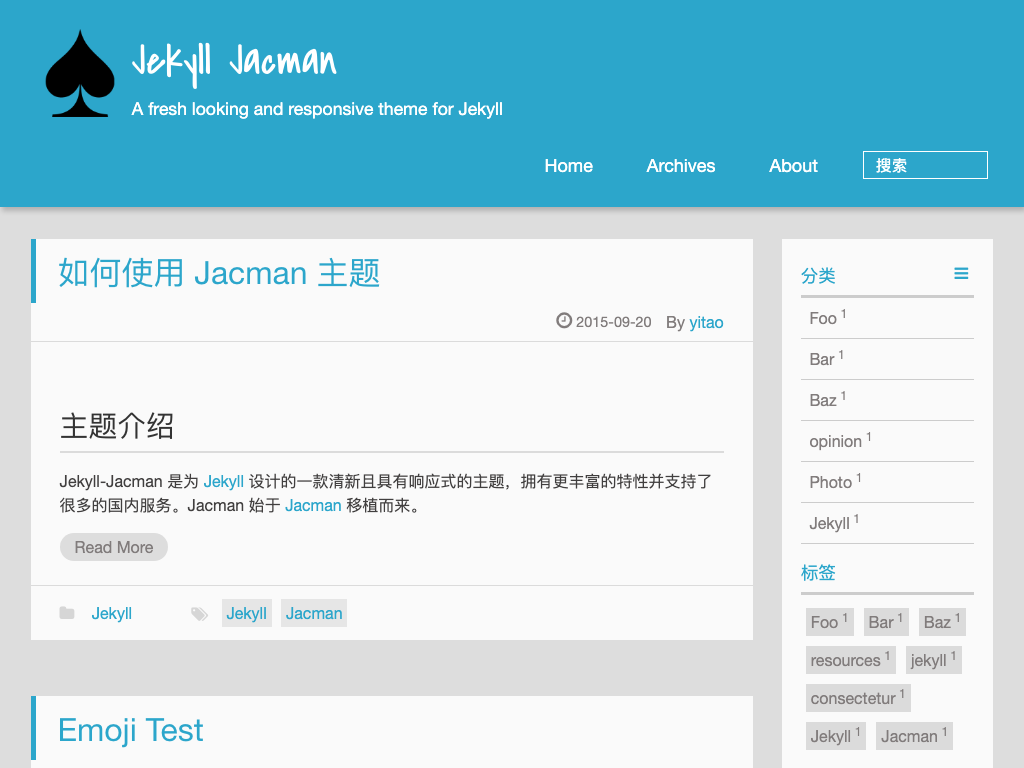 Jekyll Jacman
A fresh looking and responsive theme for Jekyll
Home Archives About 搜索
如何使用 Jacman 主题
2015-09-20 By yitao
主题介绍
Jekyll-Jacman 是为 Jekyll 设计的一款清新且具有响应式的主题，拥有更丰富的特性并支持了
很多的国内服务。Jacman 始于 Jacman 移植而来。
Read More
Jekyll Jekyll Jacman
Emoji Test
分类
Foo 1
Bar 1
Baz 1
opinion 1
Photo 1
Jekyll 1
标签
Foo 1 Bar 1 Baz 1
resources 1 jekyll 1
consectetur 1
Jekyll 1 Jacman 1